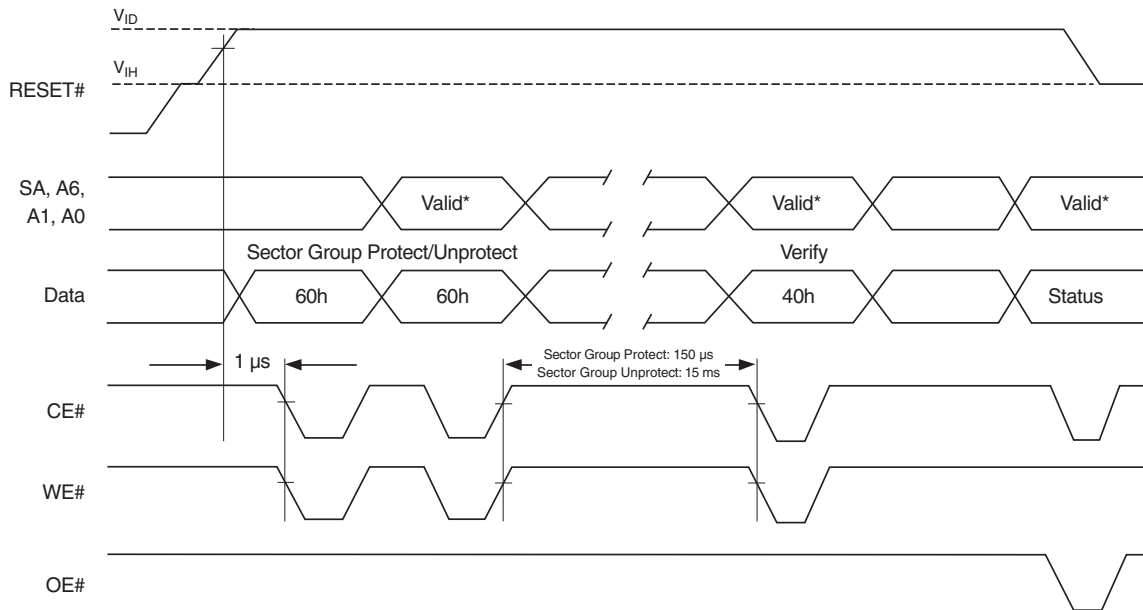 V_ID
V_IH
RESET#
SA, A6,
A1, A0
Valid*
Valid*
Valid*
Sector Group Protect/Unprotect
Verify
Data
60h
60h
40h
Status
1 µs
Sector Group Protect: 150 µs
Sector Group Unprotect: 15 ms
CE#
WE#
OE#